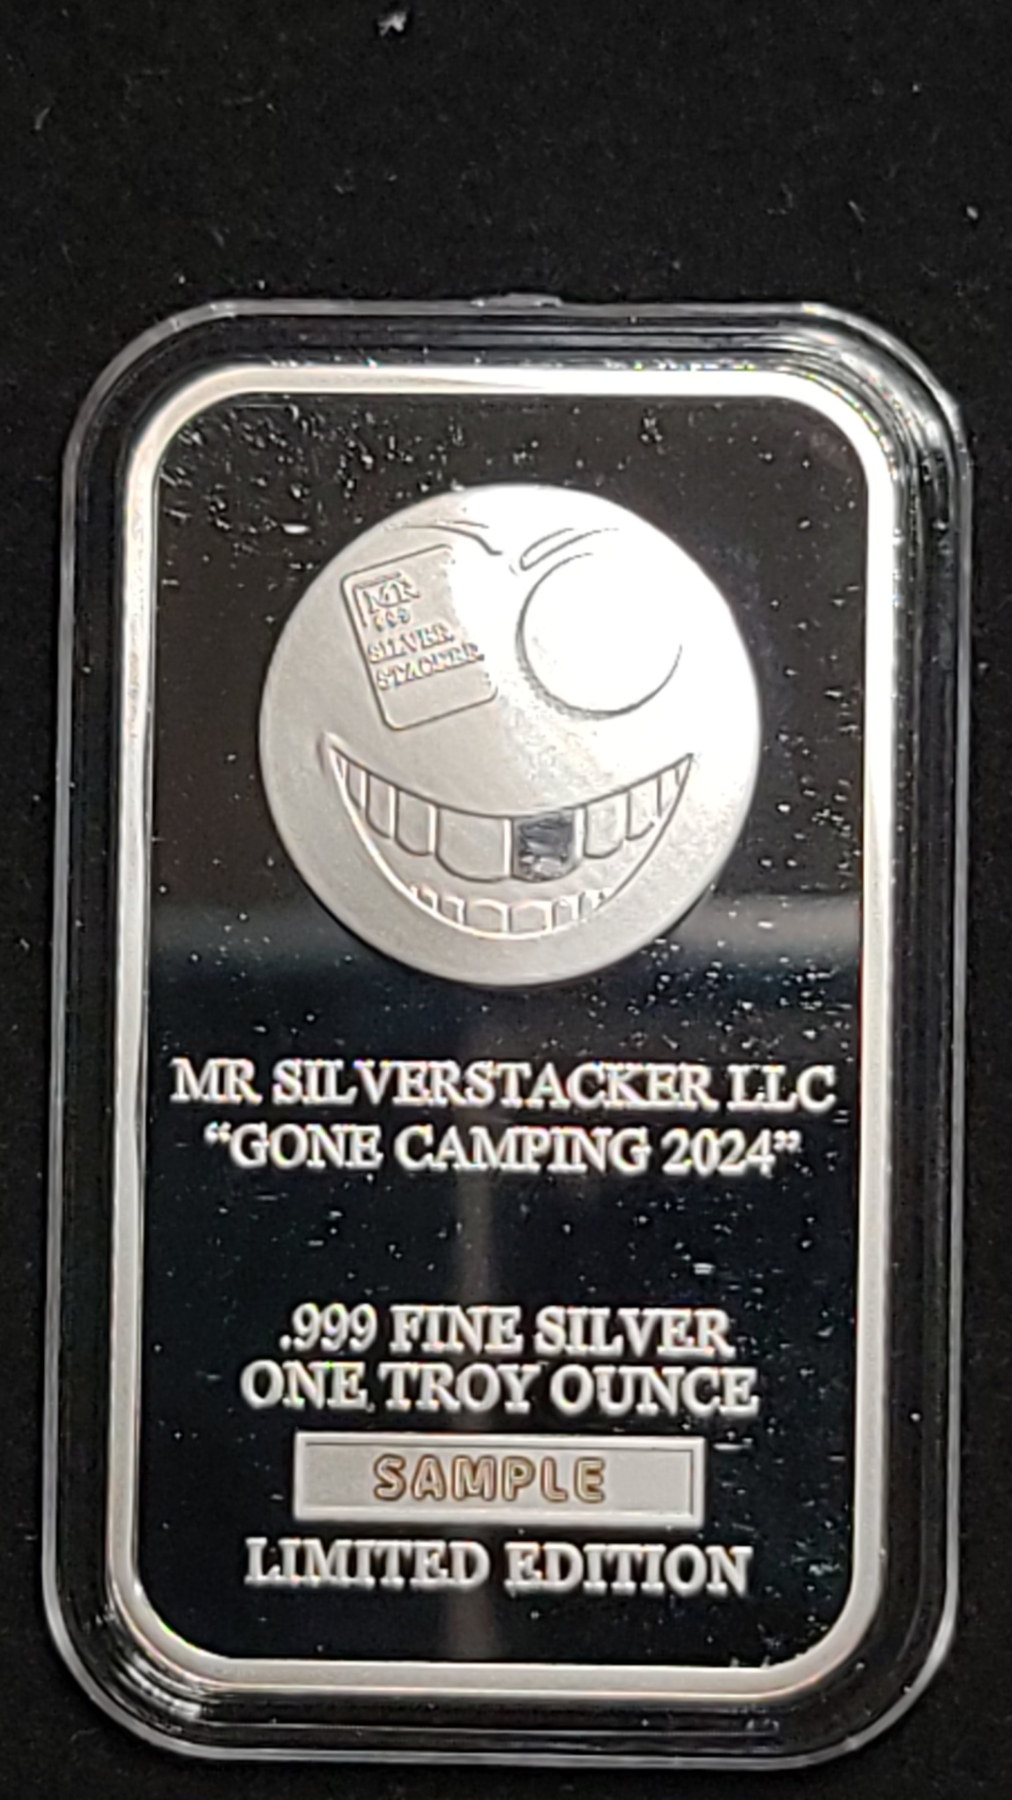 MR
999
SILVER
STACKER
MR SILVERSTACKER LLC
“GONE CAMPING 2024”
.999 FINE SILVER
ONE TROY OUNCE
SAMPLE
LIMITED EDITION